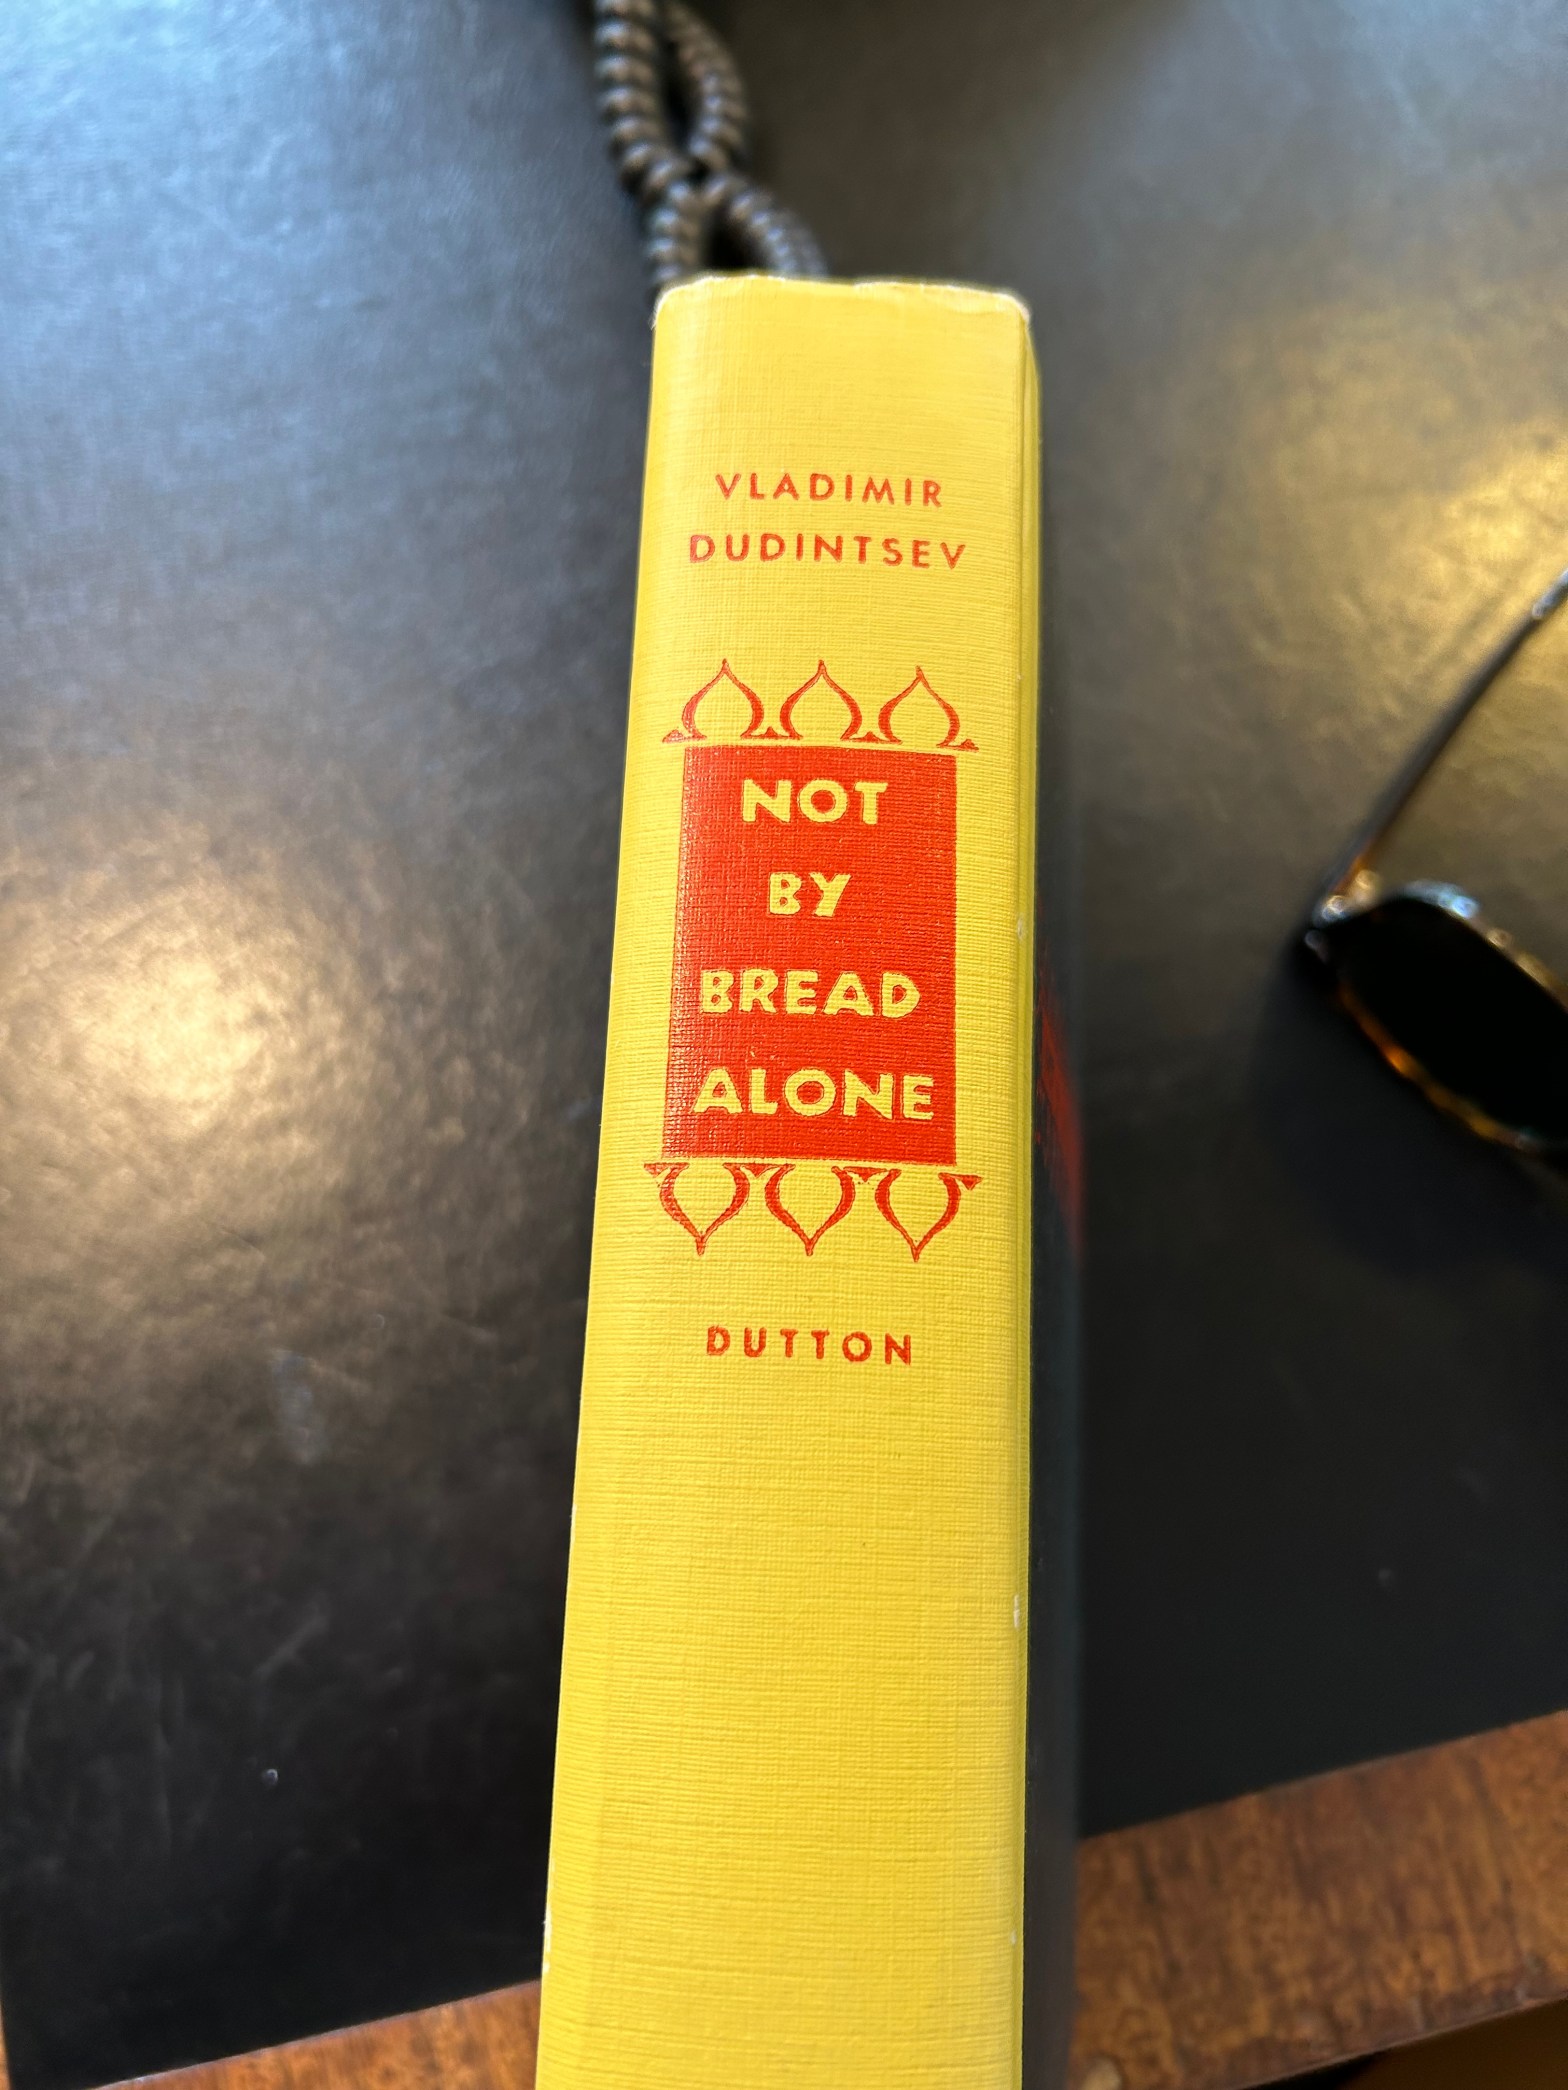 VLADIMIR
DUDINTSEV
NOT
BY
BREAD
ALONE
DUTTON